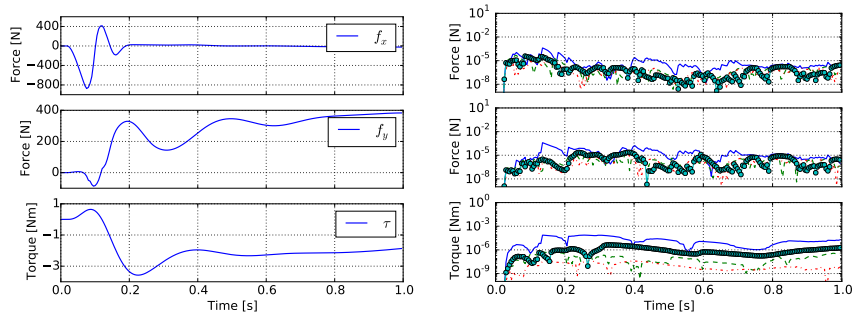 400
0
−400
−800
Force [N]
f_x
400
200
0
Force [N]
f_y
1
−1
−3
Torque [Nm]
τ
0.0 0.2 0.4 0.6 0.8 1.0
Time [s]
10^1
10^-2
10^-5
10^-8
Force [N]
10^1
10^-2
10^-5
10^-8
Force [N]
10^0
10^-3
10^-6
10^-9
Torque [Nm]
0.0 0.2 0.4 0.6 0.8 1.0
Time [s]